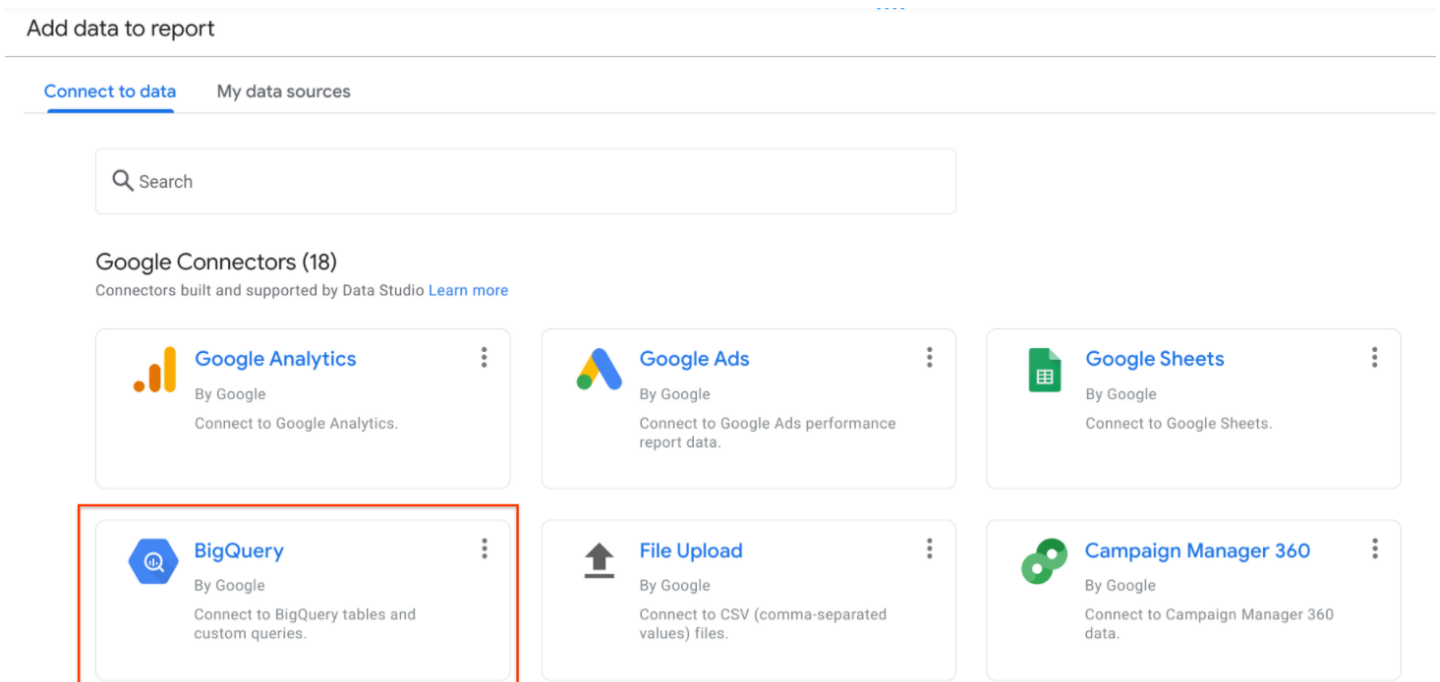 Add data to report
Connect to data
My data sources
Search
Google Connectors (18)
Connectors built and supported by Data Studio Learn more
Google Analytics
By Google
Connect to Google Analytics.
Google Ads
By Google
Connect to Google Ads performance
report data.
Google Sheets
By Google
Connect to Google Sheets.
BigQuery
By Google
Connect to BigQuery tables and
custom queries.
File Upload
By Google
Connect to CSV (comma-separated
values) files.
Campaign Manager 360
By Google
Connect to Campaign Manager 360
data.